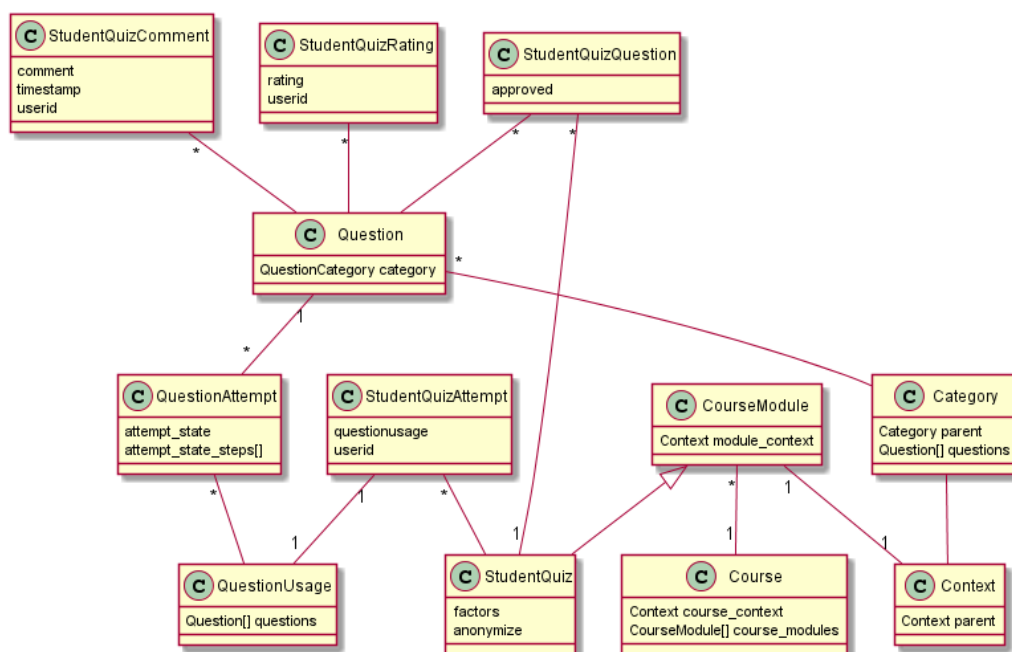 C StudentQuizComment
comment
timestamp
userid
C StudentQuizRating
rating
userid
C StudentQuizQuestion
approved
*
*
*
*
C Question
QuestionCategory category
*
1
*
C QuestionAttempt
attempt_state
attempt_state_steps[]
C StudentQuizAttempt
questionusage
userid
C CourseModule
Context module_context
C Category
Category parent
Question[] questions
*
1
*
*
1
1
1
1
1
C QuestionUsage
Question[] questions
C StudentQuiz
factors
anonymize
C Course
Context course_context
CourseModule[] course_modules
C Context
Context parent